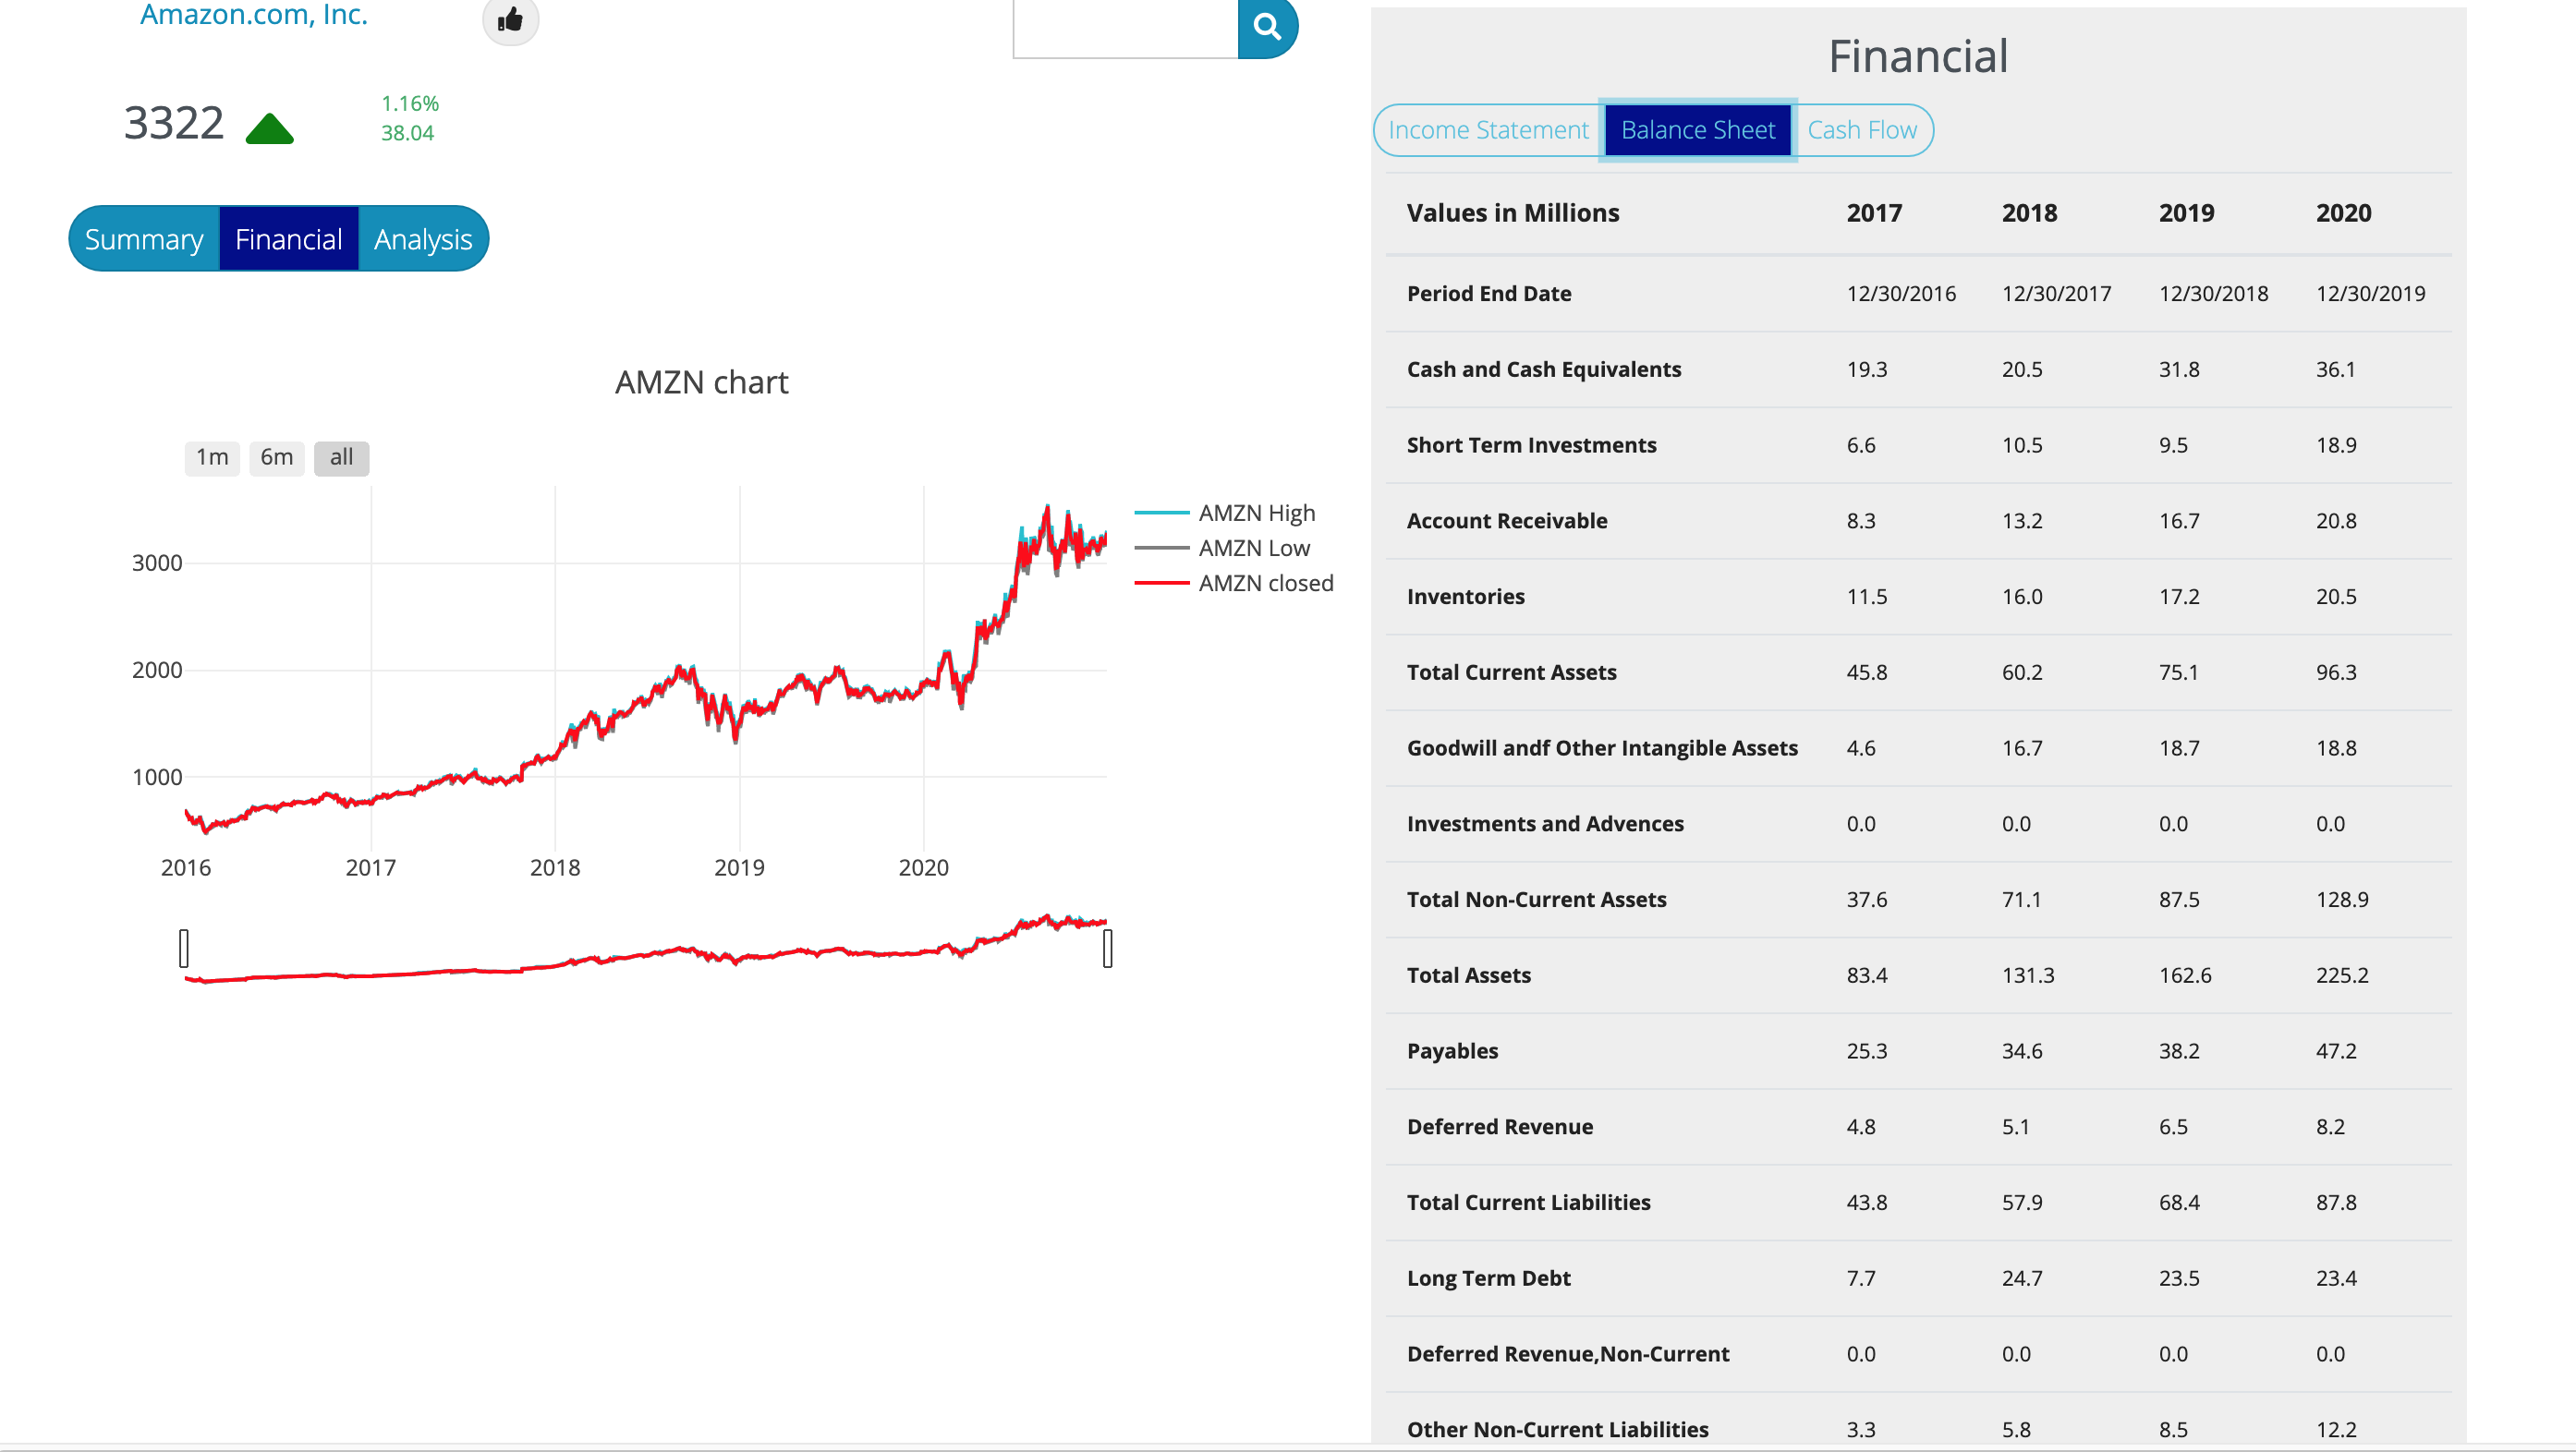 Amazon.com, Inc.
3322
1.16%
38.04
Summary Financial Analysis
AMZN chart
1m 6m all
AMZN High
AMZN Low
AMZN closed
3000
2000
1000
2016 2017 2018 2019 2020
Financial
Income Statement Balance Sheet Cash Flow
Values in Millions 2017 2018 2019 2020
Period End Date 12/30/2016 12/30/2017 12/30/2018 12/30/2019
Cash and Cash Equivalents 19.3 20.5 31.8 36.1
Short Term Investments 6.6 10.5 9.5 18.9
Account Receivable 8.3 13.2 16.7 20.8
Inventories 11.5 16.0 17.2 20.5
Total Current Assets 45.8 60.2 75.1 96.3
Goodwill andf Other Intangible Assets 4.6 16.7 18.7 18.8
Investments and Advences 0.0 0.0 0.0 0.0
Total Non-Current Assets 37.6 71.1 87.5 128.9
Total Assets 83.4 131.3 162.6 225.2
Payables 25.3 34.6 38.2 47.2
Deferred Revenue 4.8 5.1 6.5 8.2
Total Current Liabilities 43.8 57.9 68.4 87.8
Long Term Debt 7.7 24.7 23.5 23.4
Deferred Revenue,Non-Current 0.0 0.0 0.0 0.0
Other Non-Current Liabilities 3.3 5.8 8.5 12.2